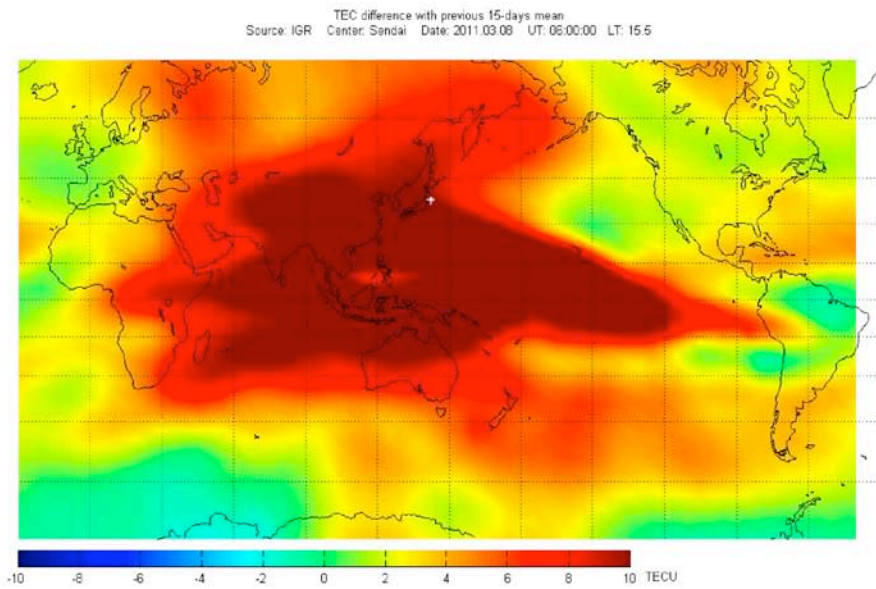 TEC difference with previous 15-days mean
Source: IGR Center: Sendai Date: 2011.03.08 UT: 06:00:00 LT: 15.5
-10 -8 -6 -4 -2 0 2 4 6 8 10 TECU